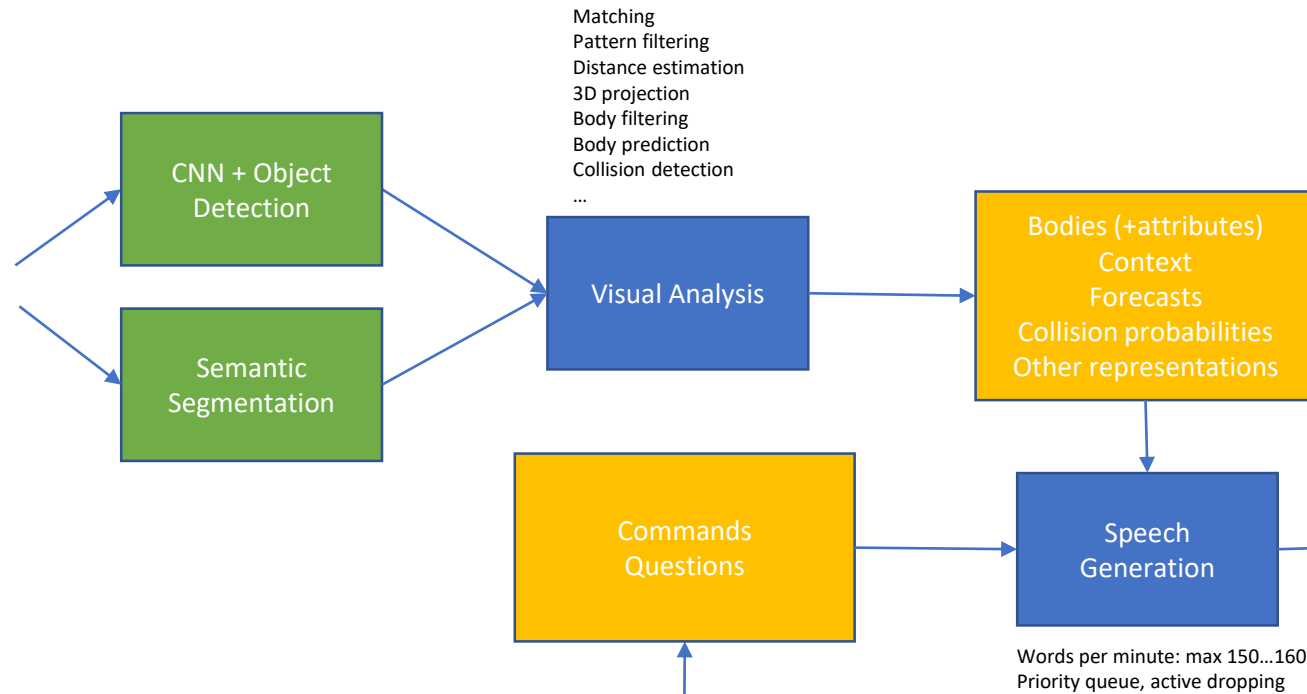 Matching
Pattern filtering
Distance estimation
3D projection
Body filtering
Body prediction
Collision detection
…
CNN + Object
Detection
Semantic
Segmentation
Visual Analysis
Bodies (+attributes)
Context
Forecasts
Collision probabilities
Other representations
Commands
Questions
Speech
Generation
Words per minute: max 150…160
Priority queue, active dropping